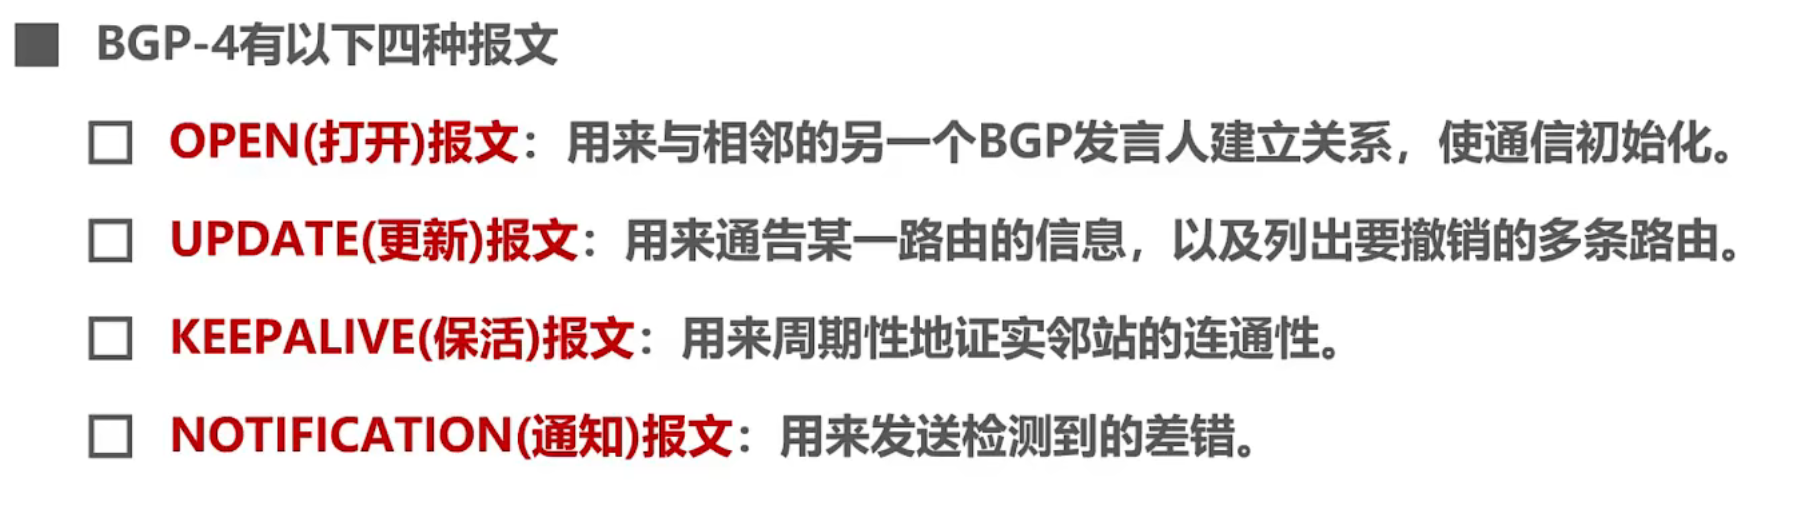 BGP-4有以下四种报文
OPEN(打开)报文：用来与相邻的另一个BGP发言人建立关系，使通信初始化。
UPDATE(更新)报文：用来通告某一路由的信息，以及列出要撤销的多条路由。
KEEPALIVE(保活)报文：用来周期性地证实邻站的连通性。
NOTIFICATION(通知)报文：用来发送检测到的差错。